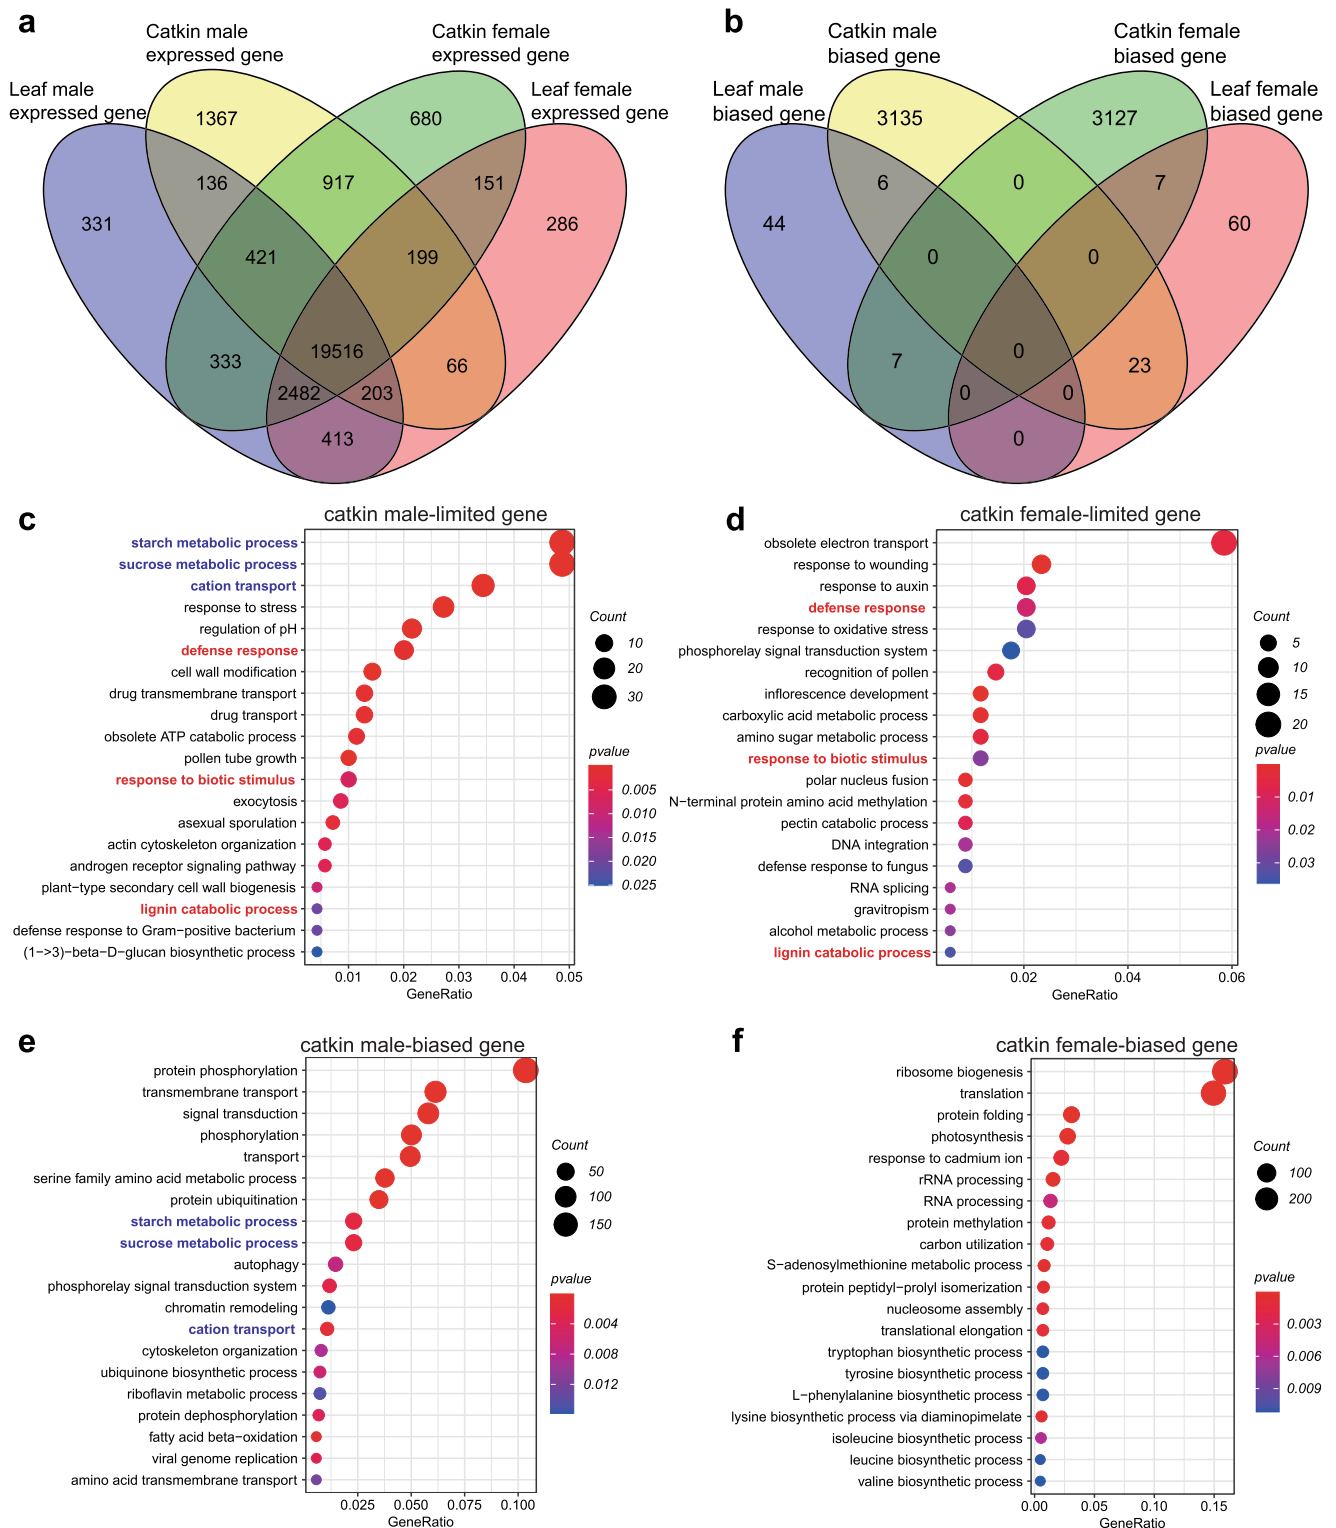 a
Catkin male
expressed gene
Catkin female
expressed gene
Leaf male
expressed gene
Leaf female
expressed gene
1367
680
136
917
151
331
286
421
199
333
19516
66
2482
203
413
b
Catkin male
biased gene
Catkin female
biased gene
Leaf male
biased gene
Leaf female
biased gene
3135
3127
6
0
7
44
60
0
0
7
0
23
0
0
0
c
catkin male-limited gene
starch metabolic process
sucrose metabolic process
cation transport
response to stress
regulation of pH
defense response
cell wall modification
drug transmembrane transport
drug transport
obsolete ATP catabolic process
pollen tube growth
response to biotic stimulus
exocytosis
asexual sporulation
actin cytoskeleton organization
androgen receptor signaling pathway
plant−type secondary cell wall biogenesis
lignin catabolic process
defense response to Gram−positive bacterium
(1−>3)−beta−D−glucan biosynthetic process
0.01 0.02 0.03 0.04 0.05
GeneRatio
Count
10
20
30
pvalue
0.005
0.010
0.015
0.020
0.025
d
catkin female-limited gene
obsolete electron transport
response to wounding
response to auxin
defense response
response to oxidative stress
phosphorelay signal transduction system
recognition of pollen
inflorescence development
carboxylic acid metabolic process
amino sugar metabolic process
response to biotic stimulus
polar nucleus fusion
N−terminal protein amino acid methylation
pectin catabolic process
DNA integration
defense response to fungus
RNA splicing
gravitropism
alcohol metabolic process
lignin catabolic process
0.02 0.04 0.06
GeneRatio
Count
5
10
15
20
pvalue
0.01
0.02
0.03
e
catkin male-biased gene
protein phosphorylation
transmembrane transport
signal transduction
phosphorylation
transport
serine family amino acid metabolic process
protein ubiquitination
starch metabolic process
sucrose metabolic process
autophagy
phosphorelay signal transduction system
chromatin remodeling
cation transport
cytoskeleton organization
ubiquinone biosynthetic process
riboflavin metabolic process
protein dephosphorylation
fatty acid beta−oxidation
viral genome replication
amino acid transmembrane transport
0.025 0.050 0.075 0.100
GeneRatio
Count
50
100
150
pvalue
0.004
0.008
0.012
f
catkin female-biased gene
ribosome biogenesis
translation
protein folding
photosynthesis
response to cadmium ion
rRNA processing
RNA processing
protein methylation
carbon utilization
S−adenosylmethionine metabolic process
protein peptidyl−prolyl isomerization
nucleosome assembly
translational elongation
tryptophan biosynthetic process
tyrosine biosynthetic process
L−phenylalanine biosynthetic process
lysine biosynthetic process via diaminopimelate
isoleucine biosynthetic process
leucine biosynthetic process
valine biosynthetic process
0.00 0.05 0.10 0.15
GeneRatio
Count
100
200
pvalue
0.003
0.006
0.009